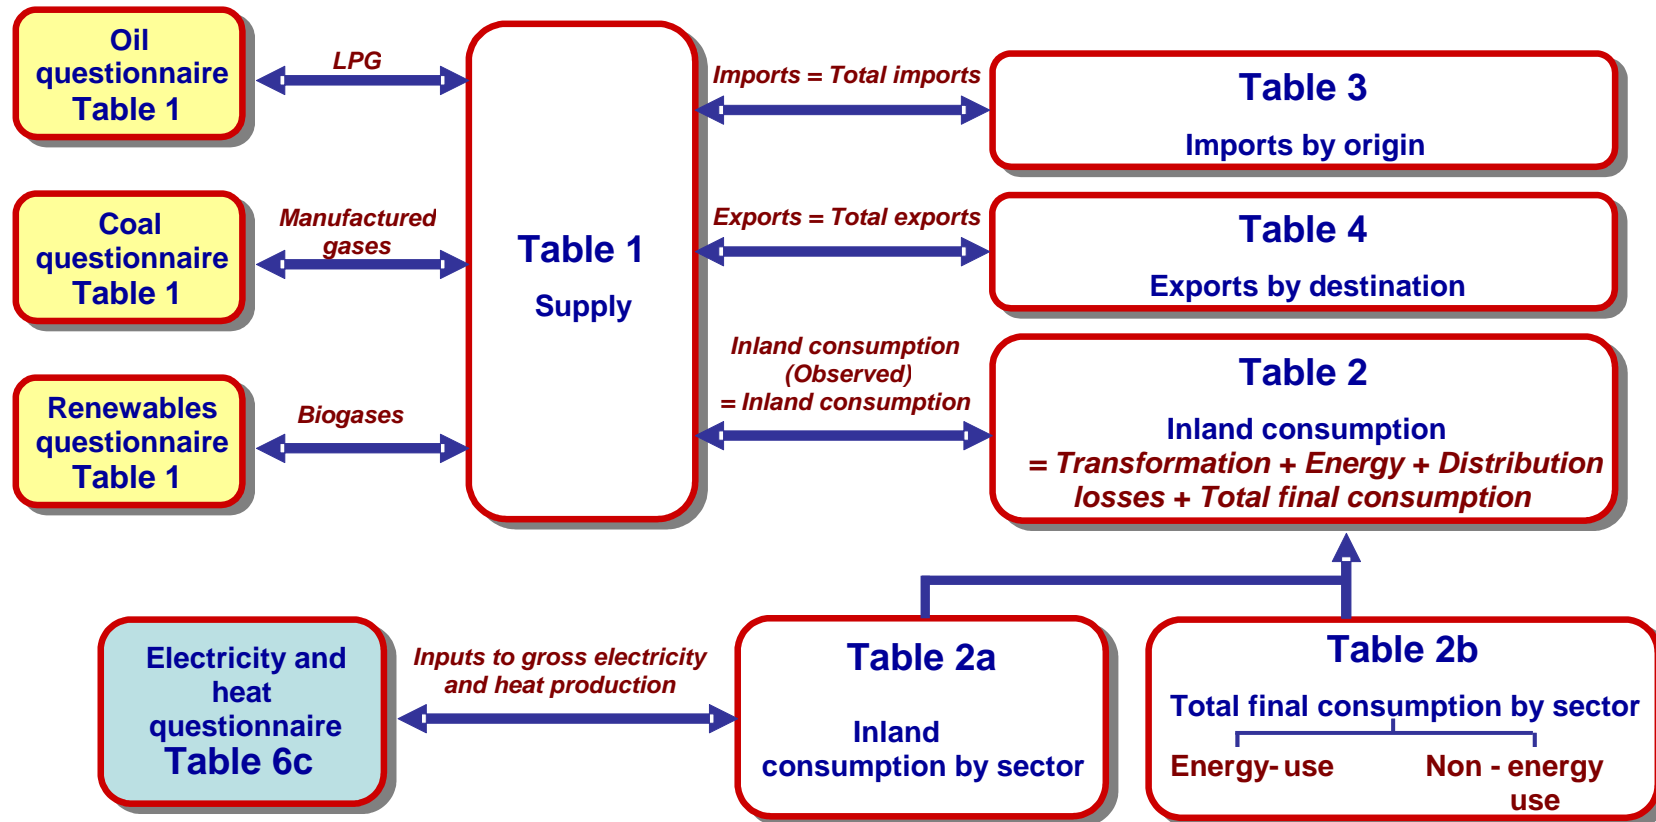 Oil
questionnaire
Table 1
LPG
Coal
questionnaire
Table 1
Manufactured
gases
Renewables
questionnaire
Table 1
Biogases
Table 1
Supply
Imports = Total imports
Table 3
Imports by origin
Exports = Total exports
Table 4
Exports by destination
Inland consumption
(Observed)
= Inland consumption
Table 2
Inland consumption
= Transformation + Energy + Distribution
losses + Total final consumption
Electricity and
heat
questionnaire
Table 6c
Inputs to gross electricity
and heat production
Table 2a
Inland
consumption by sector
Table 2b
Total final consumption by sector
Energy- use
Non - energy
use